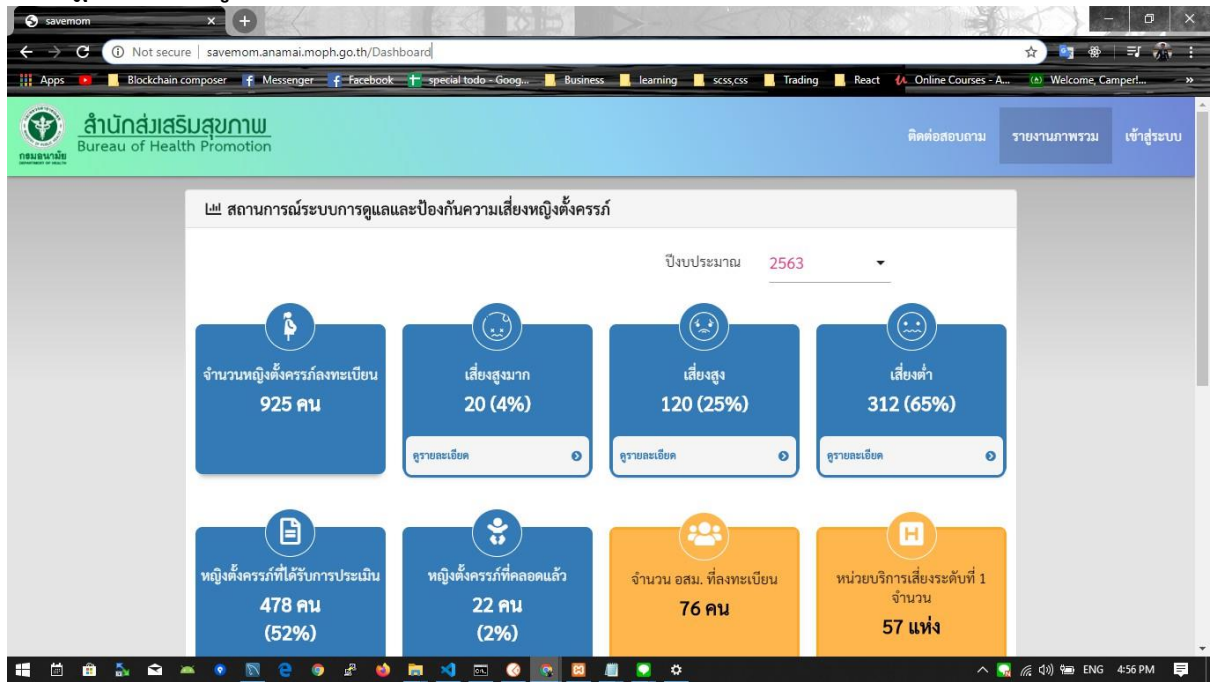 savemom
Not secure | savemom.anamai.moph.go.th/Dashboard
Apps Blockchain composer Messenger Facebook special todo - Goog... Business learning scss,css Trading React Online Courses - A... Welcome, Camper!... »
สำนักส่งเสริมสุขภาพ
Bureau of Health Promotion
กรมอนามัย
DEPARTMENT OF HEALTH
ติดต่อสอบถาม รายงานภาพรวม เข้าสู่ระบบ
สถานการณ์ระบบการดูแลและป้องกันความเสี่ยงหญิงตั้งครรภ์
ปีงบประมาณ 2563
จำนวนหญิงตั้งครรภ์ลงทะเบียน
925 คน
เสี่ยงสูงมาก
20 (4%)
ดูรายละเอียด
เสี่ยงสูง
120 (25%)
ดูรายละเอียด
เสี่ยงต่ำ
312 (65%)
ดูรายละเอียด
หญิงตั้งครรภ์ที่ได้รับการประเมิน
478 คน
(52%)
หญิงตั้งครรภ์ที่คลอดแล้ว
22 คน
(2%)
จำนวน อสม. ที่ลงทะเบียน
76 คน
H
หน่วยบริการเสี่ยงระดับที่ 1
จำนวน
57 แห่ง
ENG 4:56 PM